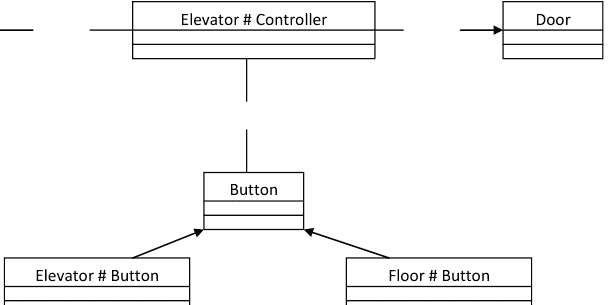 Elevator # Controller
Door
Button
Elevator # Button
Floor # Button